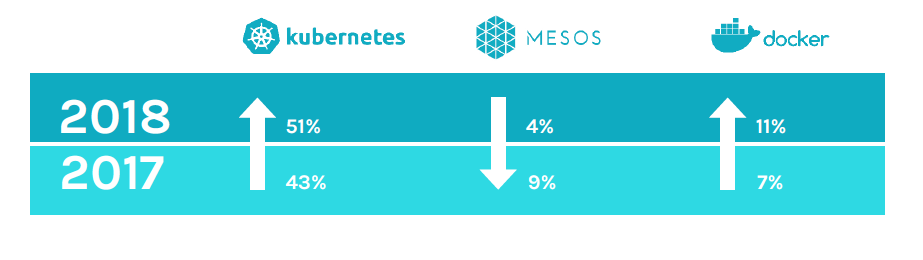 kubernetes MESOS docker
2018 51% 4% 11%
2017 43% 9% 7%